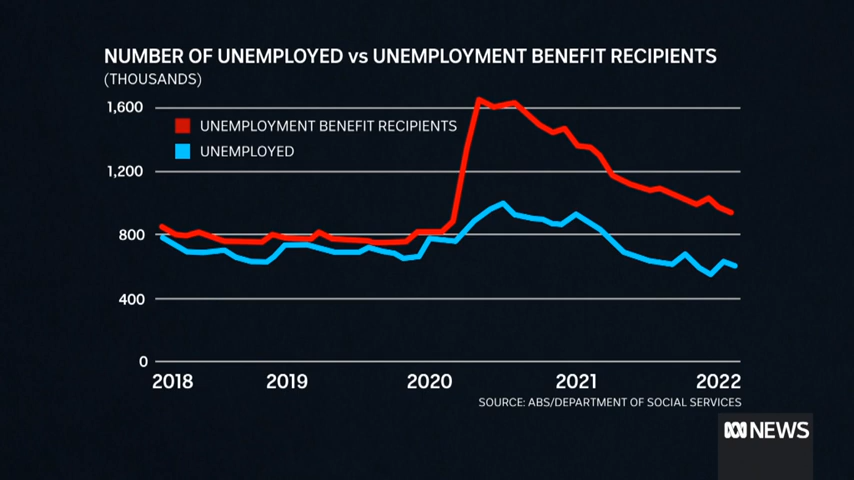 NUMBER OF UNEMPLOYED vs UNEMPLOYMENT BENEFIT RECIPIENTS
(THOUSANDS)
1,600
UNEMPLOYMENT BENEFIT RECIPIENTS
UNEMPLOYED
1,200
800
400
0
2018 2019 2020 2021 2022
SOURCE: ABS/DEPARTMENT OF SOCIAL SERVICES
NEWS